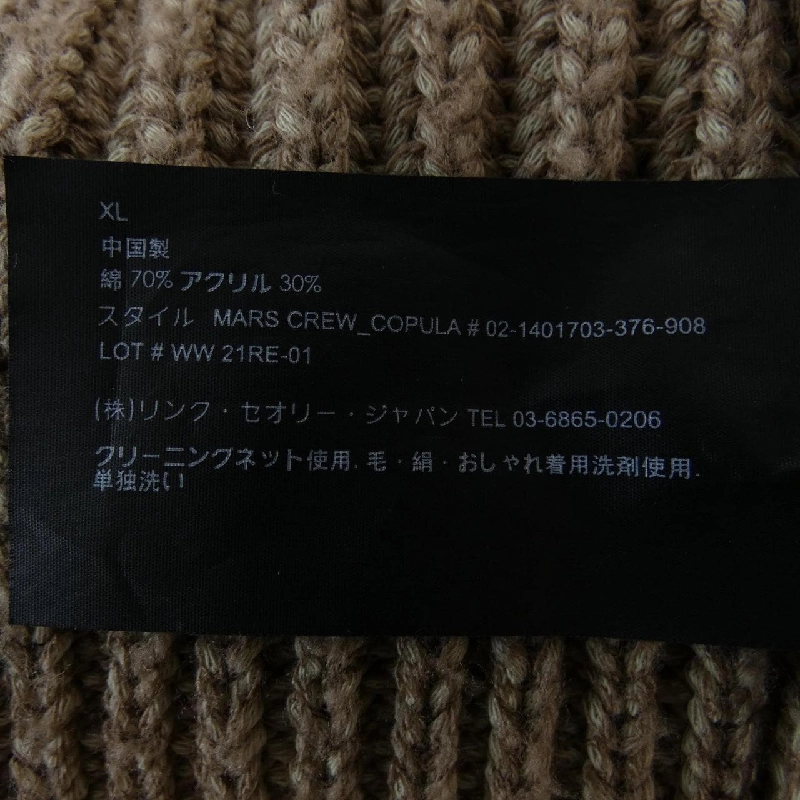 XL
中国製
綿 70% アクリル 30%
スタイル MARS CREW_COPULA # 02-1401703-376-908
LOT # WW 21RE-01
(株)リンク・セオリー・ジャパン TEL 03-6865-0206
クリーニングネット使用. 毛・絹・おしゃれ着用洗剤使用.
単独洗い